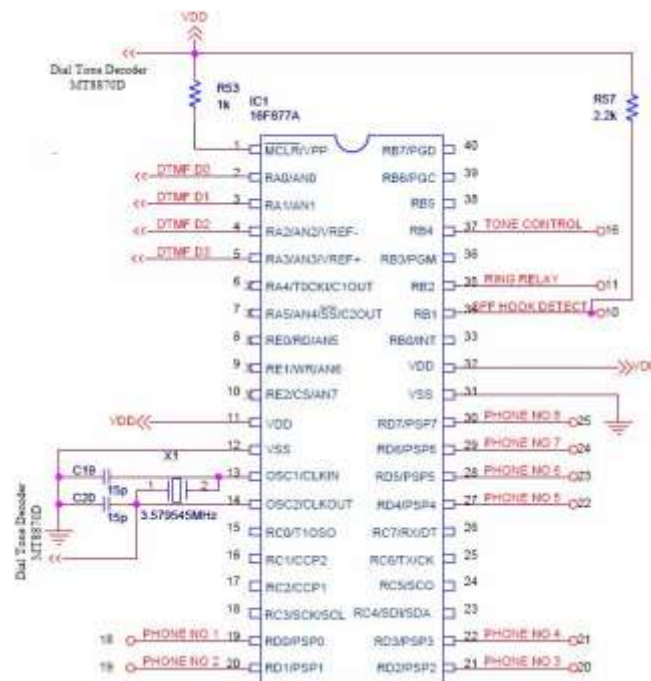 VDD
Dial Tone Decoder
MT8870D
R53
1k
IC1
16F877A
R57
2.2k
1 MCLR/VPP RB7/PGD 40
DTMF D0 2 RA0/AN0 RB6/PGC 39
DTMF D1 3 RA1/AN1 RB5 38
DTMF D2 4 RA2/AN2/VREF- RB4 37 TONE CONTROL 16
DTMF D3 5 RA3/AN3/VREF+ RB3/PGM 36
6 RA4/T0CKI/C1OUT RB2 35 RING RELAY 11
7 RA5/AN4/SS/C2OUT RB1 34 OFF HOOK DETECT 10
8 RE0/RD/AN5 RB0/INT 33
9 RE1/WR/AN6 VDD 32 VDD
10 RE2/CS/AN7 VSS 31
VDD 11 VDD RD7/PSP7 30 PHONE NO 8 25
12 VSS RD6/PSP6 29 PHONE NO 7 24
C19 15p X1 1 2 13 OSC1/CLKIN RD5/PSP5 28 PHONE NO 6 23
C20 15p 3.579545MHz 14 OSC2/CLKOUT RD4/PSP4 27 PHONE NO 5 22
Dial Tone Decoder
MT8870D
15 RC0/T1OSO RC7/RX/DT 26
16 RC1/CCP2 RC6/TX/CK 25
17 RC2/CCP1 RC5/SCO 24
18 RC3/SCK/SCL RC4/SDI/SDA 23
18 PHONE NO 1 19 RD0/PSP0 RD3/PSP3 22 PHONE NO 4 21
19 PHONE NO 2 20 RD1/PSP1 RD2/PSP2 21 PHONE NO 3 20